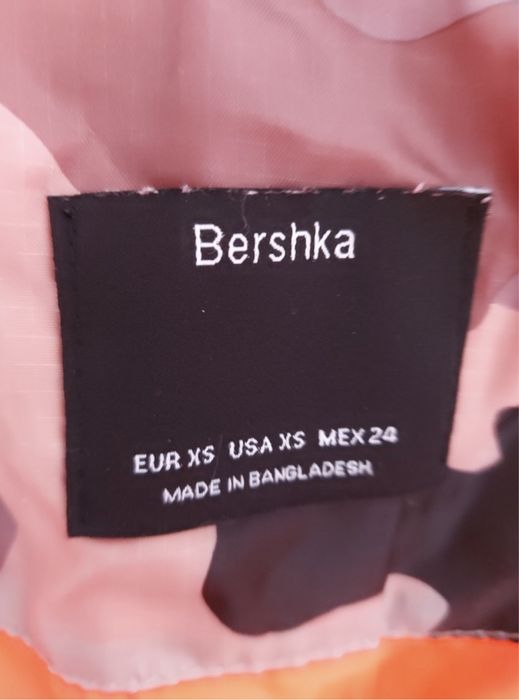 Bershka
EUR XS USA XS MEX 24
MADE IN BANGLADESH